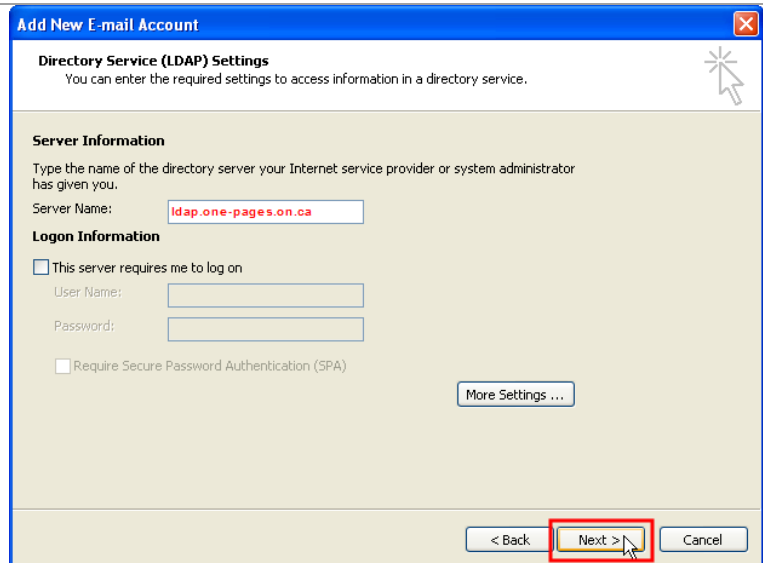 Add New E-mail Account
Directory Service (LDAP) Settings
You can enter the required settings to access information in a directory service.
Server Information
Type the name of the directory server your Internet service provider or system administrator
has given you.
Server Name:
ldap.one-pages.on.ca
Logon Information
This server requires me to log on
User Name:
Password:
Require Secure Password Authentication (SPA)
More Settings ...
< Back
Next >
Cancel